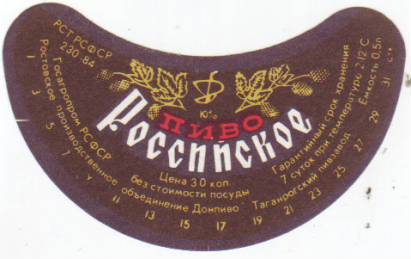 РСТ РСФСР
230-84
Госагропром РСФСР
Ростовское производственное объединение Донпиво
10%
ПИВО
Российское
Цена 30 коп.
без стоимости посуды
Гарантийный срок хранения
7 суток при температуре 2-12°С
Емкость 0,5л
Таганрогский пивзавод
1 3 5 7 9 11 13 15 17 19 21 23 25 27 29 31